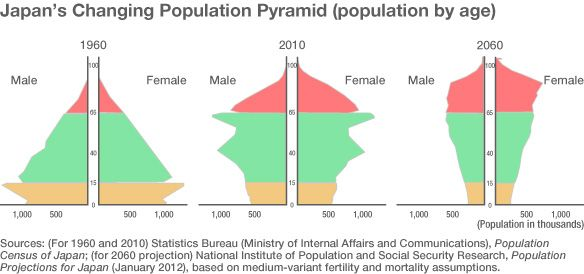 Japan's Changing Population Pyramid (population by age)
1960
2010
2060
100
100
100
Male
Female
Male
Female
Male
Female
65
65
65
40
40
40
15
15
15
0
0
0
1,000
500
500
1,000
1,000
500
500
1,000
1,000
500
500
1,000
(Population in thousands)
Sources: (For 1960 and 2010) Statistics Bureau (Ministry of Internal Affairs and Communications), Population
Census of Japan; (for 2060 projection) National Institute of Population and Social Security Research, Population
Projections for Japan (January 2012), based on medium-variant fertility and mortality assumptions.